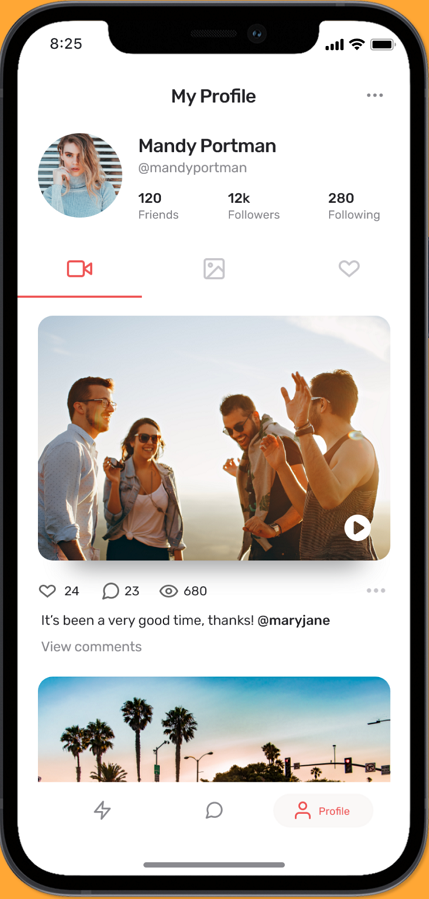 8:25
My Profile
Mandy Portman
@mandyportman
120 12k 280
Friends Followers Following
24 23 680
It's been a very good time, thanks! @maryjane
View comments
Profile